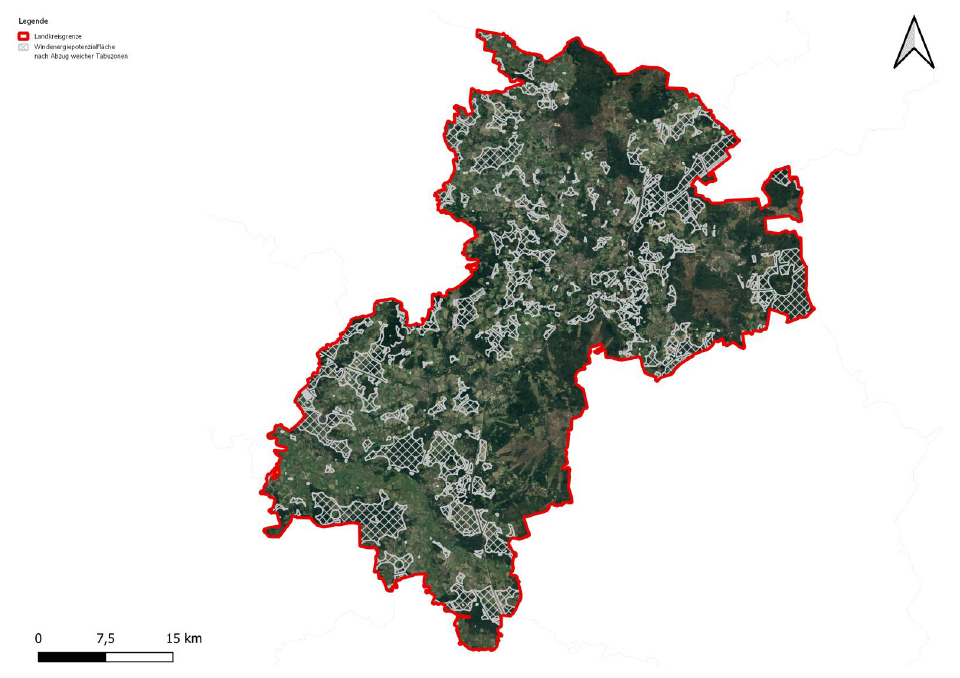 Legende
Landkreisgrenze
Windenergiepotenzialfläche
nach Abzug weicher Tabuzonen
0 7,5 15 km